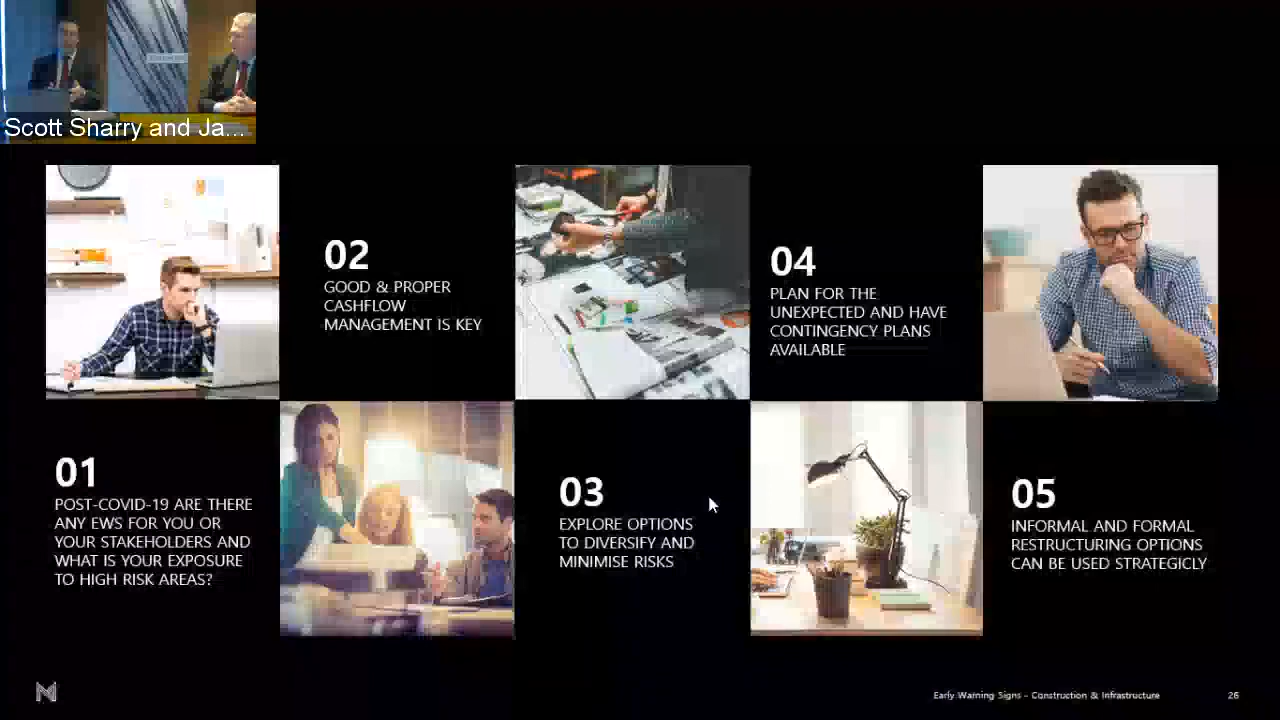 Scott Sharry and Ja...
01
POST-COVID-19 ARE THERE
ANY EWS FOR YOU OR
YOUR STAKEHOLDERS AND
WHAT IS YOUR EXPOSURE
TO HIGH RISK AREAS?
02
GOOD & PROPER
CASHFLOW
MANAGEMENT IS KEY
03
EXPLORE OPTIONS
TO DIVERSIFY AND
MINIMISE RISKS
04
PLAN FOR THE
UNEXPECTED AND HAVE
CONTINGENCY PLANS
AVAILABLE
05
INFORMAL AND FORMAL
RESTRUCTURING OPTIONS
CAN BE USED STRATEGICLY
Early Warning Signs - Construction & Infrastructure
26